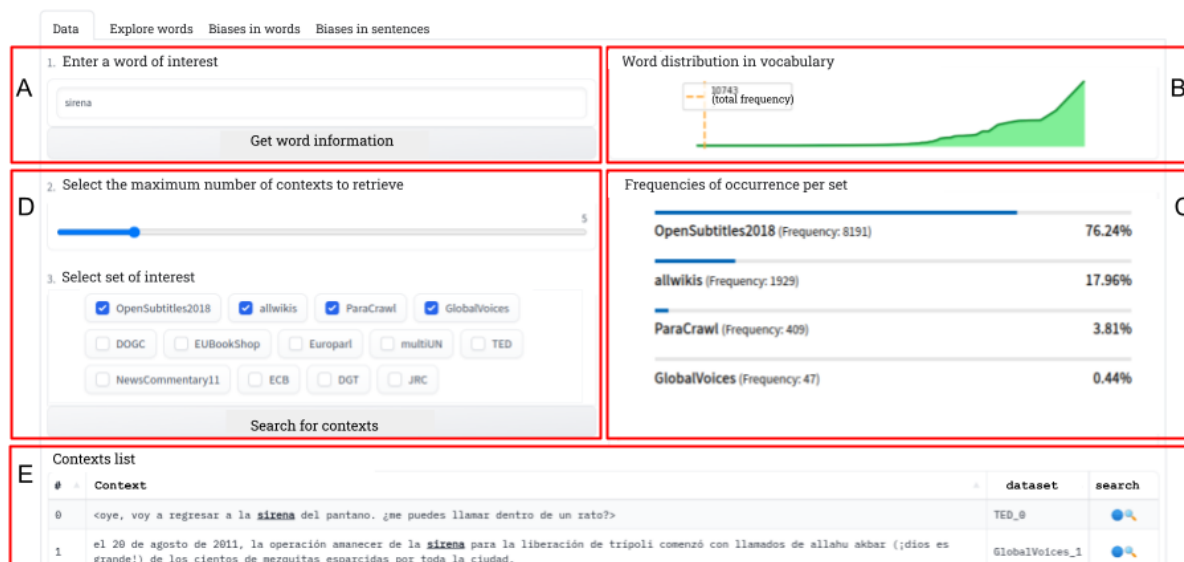 Data Explore words Biases in words Biases in sentences
A
1. Enter a word of interest
sirena
Get word information
B
Word distribution in vocabulary
10743
(total frequency)
D
2. Select the maximum number of contexts to retrieve
5
3. Select set of interest
OpenSubtitles2018 allwikis ParaCrawl GlobalVoices
DOGC EUBookShop Europarl multiUN TED
NewsCommentary11 ECB DGT JRC
Search for contexts
C
Frequencies of occurrence per set
OpenSubtitles2018 (Frequency: 8191) 76.24%
allwikis (Frequency: 1929) 17.96%
ParaCrawl (Frequency: 409) 3.81%
GlobalVoices (Frequency: 47) 0.44%
E
Contexts list
# Context dataset search
0 <oye, voy a regresar a la sirena del pantano. ¿me puedes llamar dentro de un rato?> TED_0
1 el 20 de agosto de 2011, la operación amanecer de la sirena para la liberación de trípoli comenzó con llamados de allahu akbar (¡dios es GlobalVoices_1
grande!) de los cientos de mezquitas esparcidas por toda la ciudad.